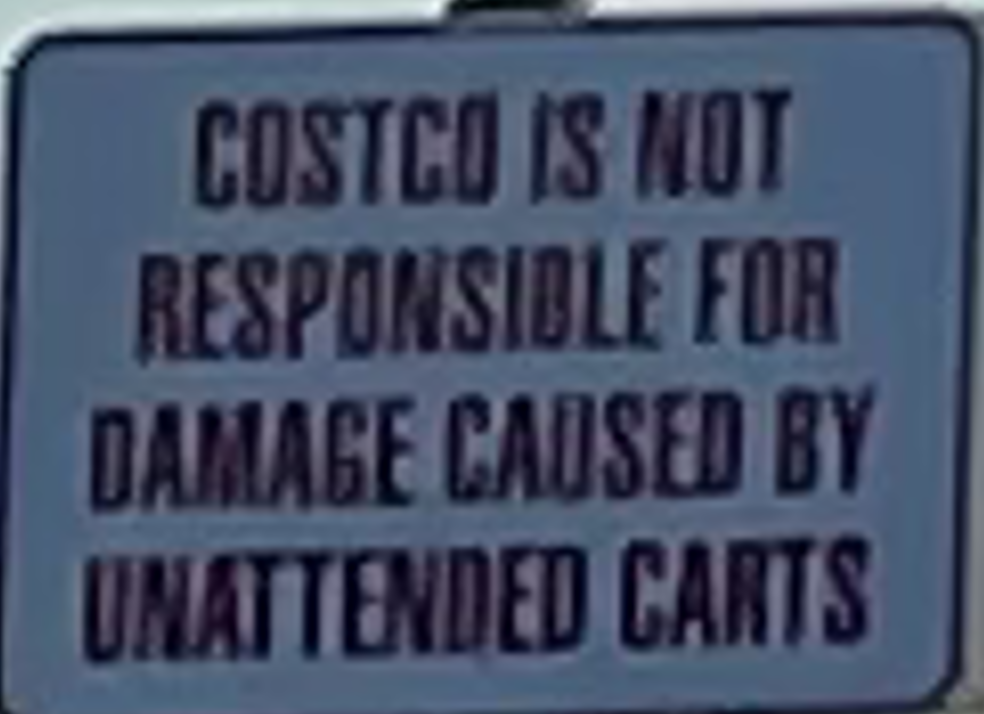 COSTCO IS NOT
RESPONSIBLE FOR
DAMAGE CAUSED BY
UNATTENDED CARTS